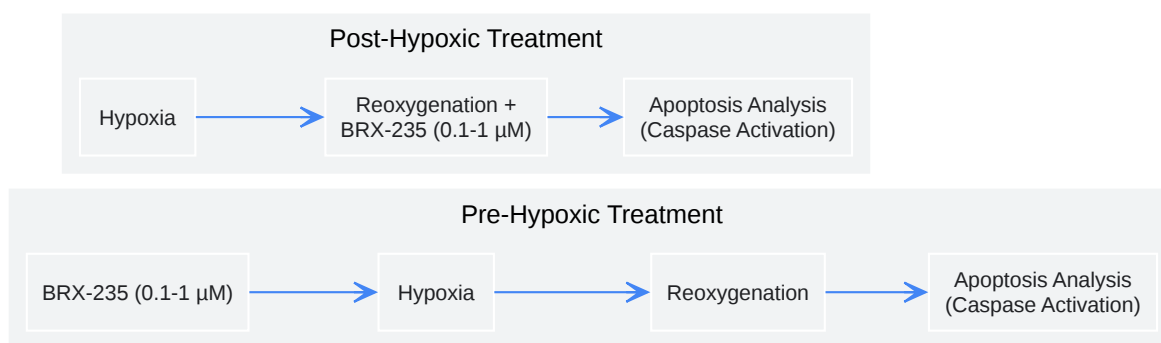 Post-Hypoxic Treatment
Hypoxia
Reoxygenation +
BRX-235 (0.1-1 µM)
Apoptosis Analysis
(Caspase Activation)
Pre-Hypoxic Treatment
BRX-235 (0.1-1 µM)
Hypoxia
Reoxygenation
Apoptosis Analysis
(Caspase Activation)